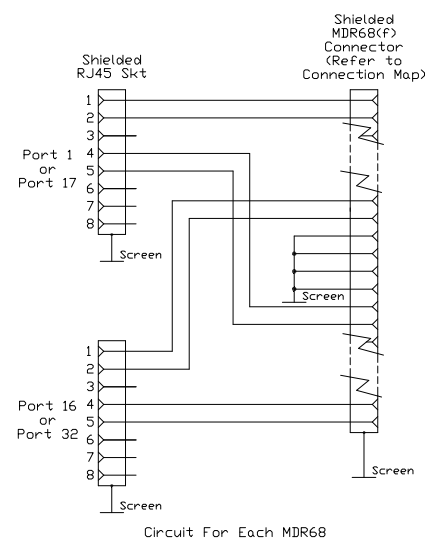 Shielded
MDR68(f)
Connector
(Refer to
Connection Map)
Shielded
RJ45 Skt
1
2
3
4
5
6
7
8
Port 1
or
Port 17
Screen
Screen
1
2
3
4
5
6
7
8
Port 16
or
Port 32
Screen
Screen
Circuit For Each MDR68